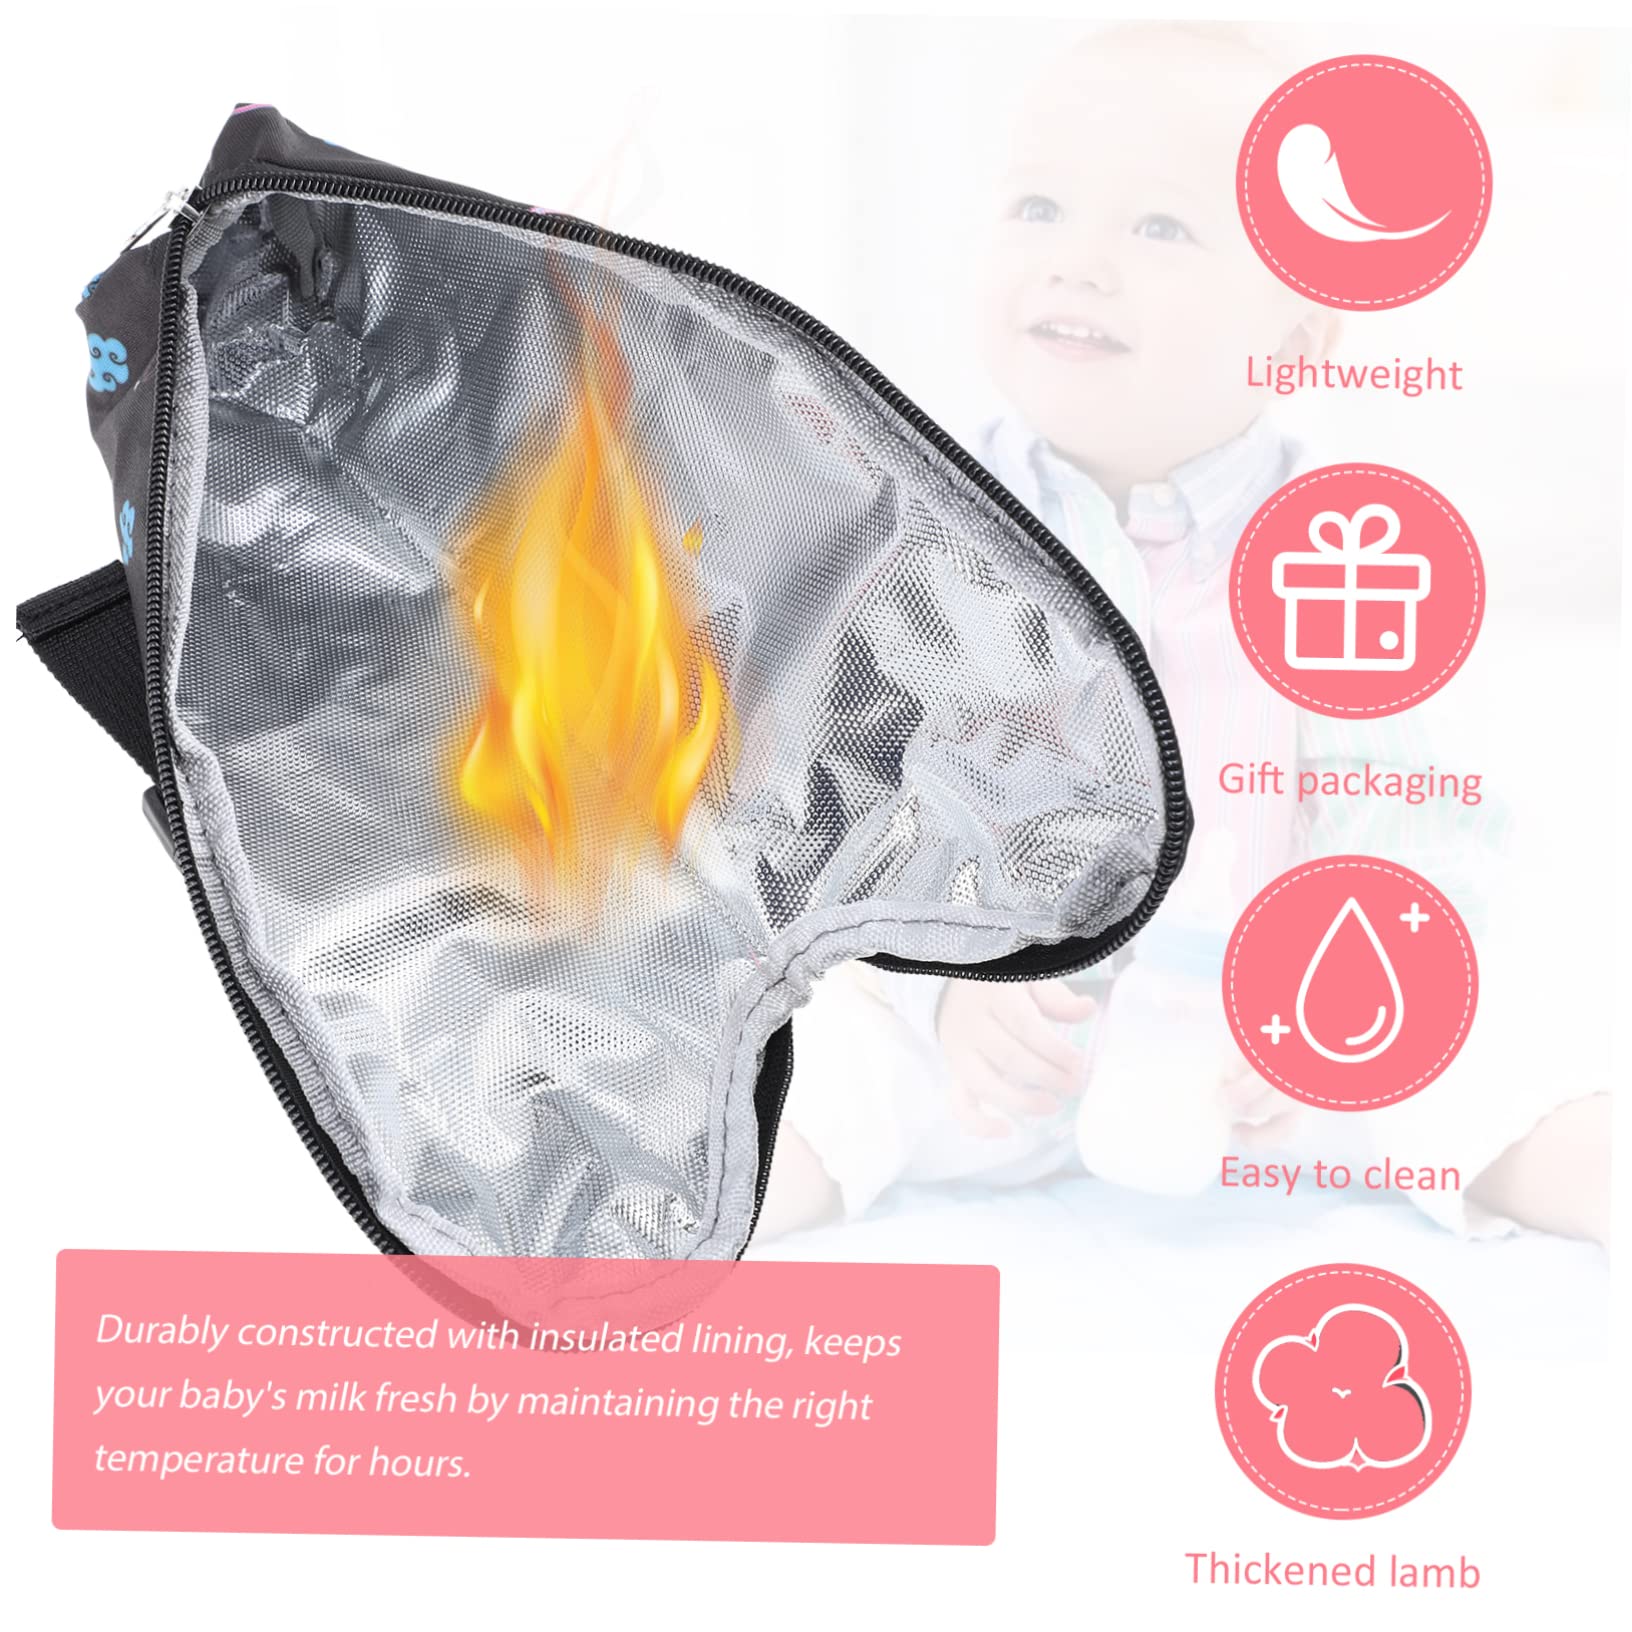 Lightweight
Gift packaging
Easy to clean
Durably constructed with insulated lining, keeps
your baby's milk fresh by maintaining the right
temperature for hours.
Thickened lamb